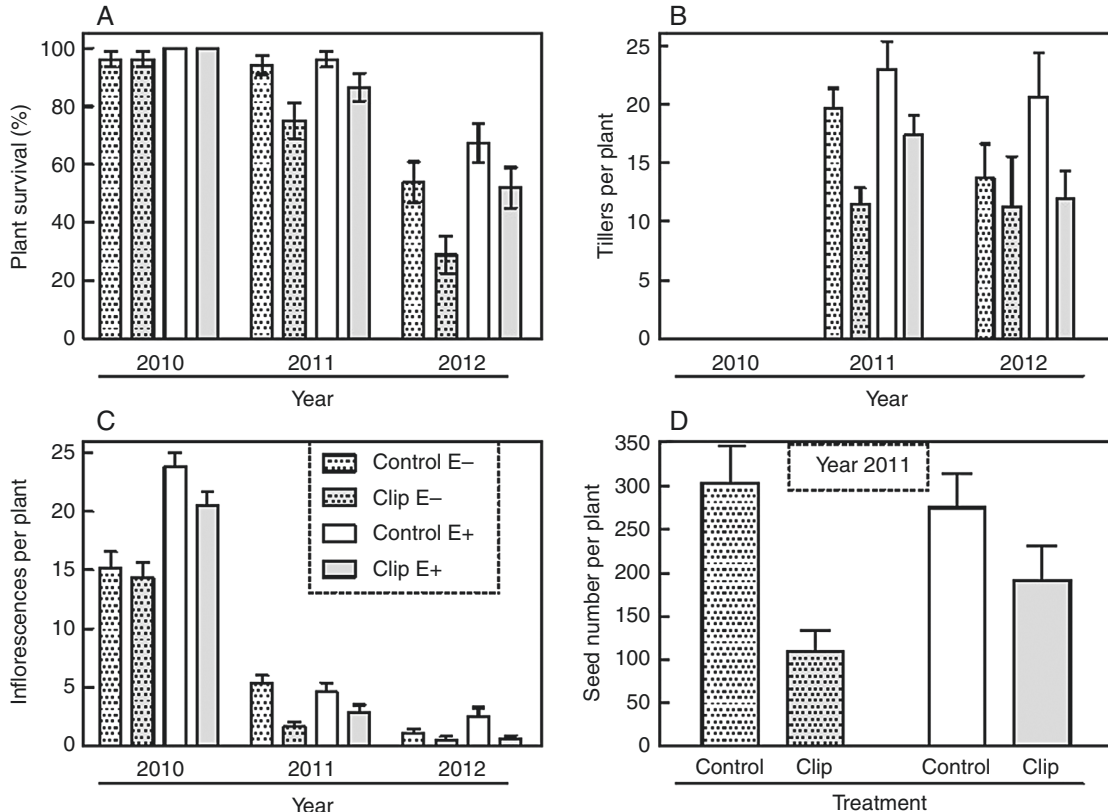 A
Plant survival (%)
100
80
60
40
20
0
2010 2011 2012
Year
B
Tillers per plant
25
20
15
10
5
0
2010 2011 2012
Year
C
Inflorescences per plant
25
20
15
10
5
0
Control E–
Clip E–
Control E+
Clip E+
2010 2011 2012
Year
D
Seed number per plant
350
300
250
200
150
100
50
0
Year 2011
Control Clip Control Clip
Treatment